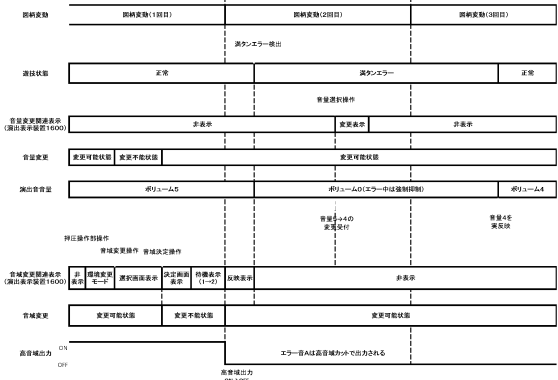 図柄変動
図柄変動(1回目)
図柄変動(2回目)
図柄変動(3回目)
満タンエラー検出
遊技状態
正常
満タンエラー
正常
音量選択操作
音量変更関連表示
(演出表示装置1600)
非表示
変更表示
非表示
音量変更
変更可能状態
変更不能状態
変更可能状態
演出音音量
ボリューム5
ボリューム0(エラー中は強制抑制)
ボリューム4
音量5→4の
変更受付
音量4を
実反映
押圧操作部操作
音域変更操作
音域決定操作
音域変更関連表示
(演出表示装置1600)
非
表示
環境変更
モード
選択画面表示
決定画面
表示
待機表示
(1→2)
反映表示
非表示
音域変更
変更可能状態
変更不能状態
変更可能状態
高音域出力
ON
OFF
エラー音Aは高音域カットで出力される
高音域出力